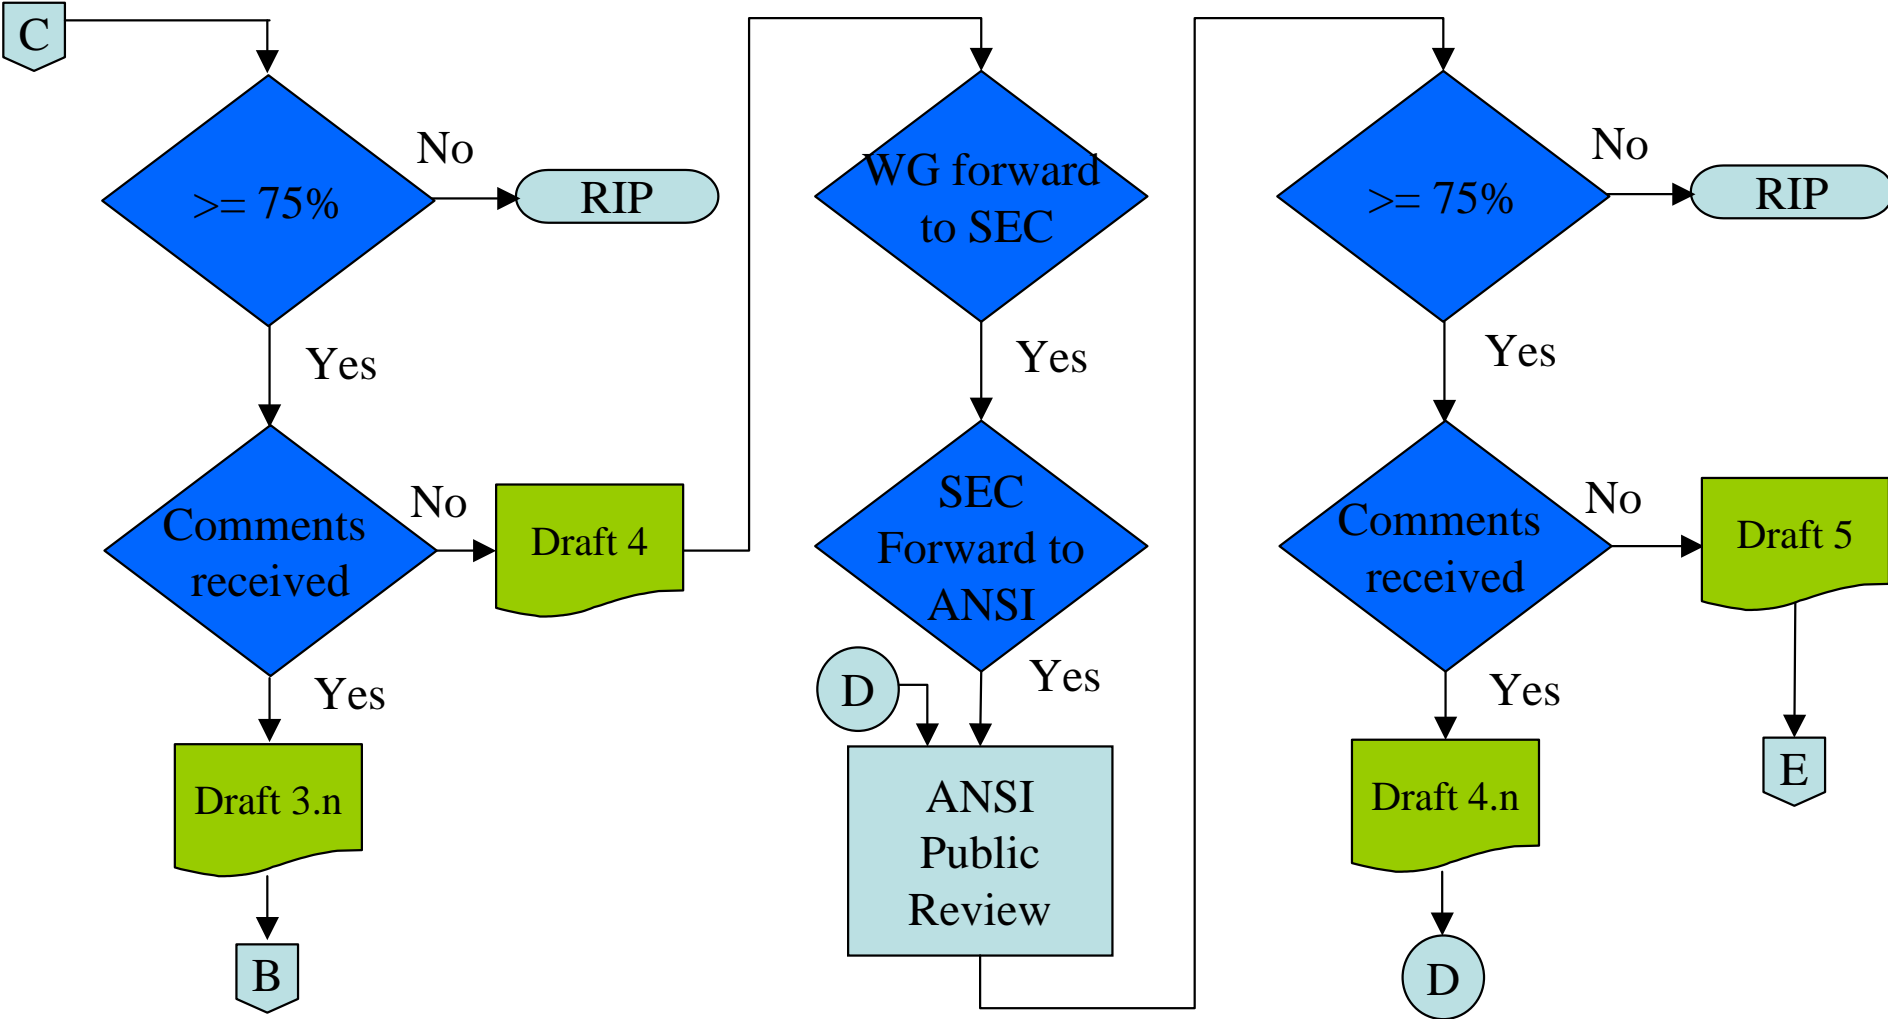 C
>= 75%
No
RIP
Yes
Comments
received
No
Draft 4
Yes
Draft 3.n
B
WG forward
to SEC
Yes
SEC
Forward to
ANSI
Yes
D
ANSI
Public
Review
>= 75%
No
RIP
Yes
Comments
received
No
Draft 5
E
Yes
Draft 4.n
D